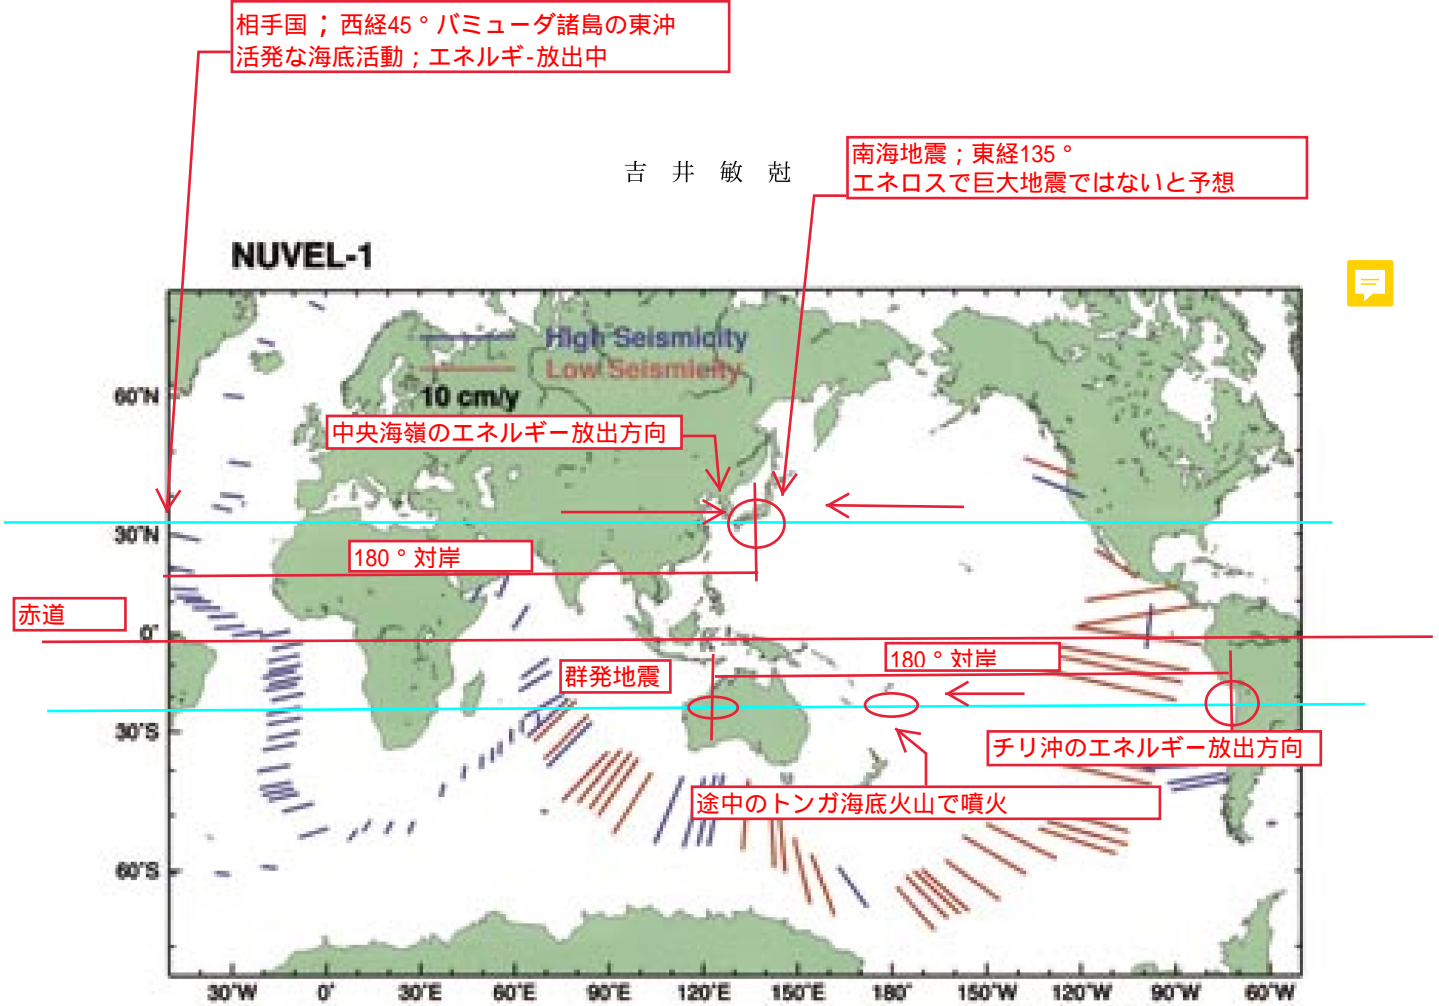 相手国；西経45°バミューダ諸島の東沖
活発な海底活動；エネルギ-放出中
南海地震；東経135°
エネロスで巨大地震ではないと予想
吉井敏尅
NUVEL-1
High Seismicity
Low Seismicity
10 cm/y
60°N
中央海嶺のエネルギー放出方向
30°N
180°対岸
赤道
0°
180°対岸
群発地震
30°S
チリ沖のエネルギー放出方向
途中のトンガ海底火山で噴火
60°S
30°W 0° 30°E 60°E 90°E 120°E 150°E 180° 150°W 120°W 90°W 60°W